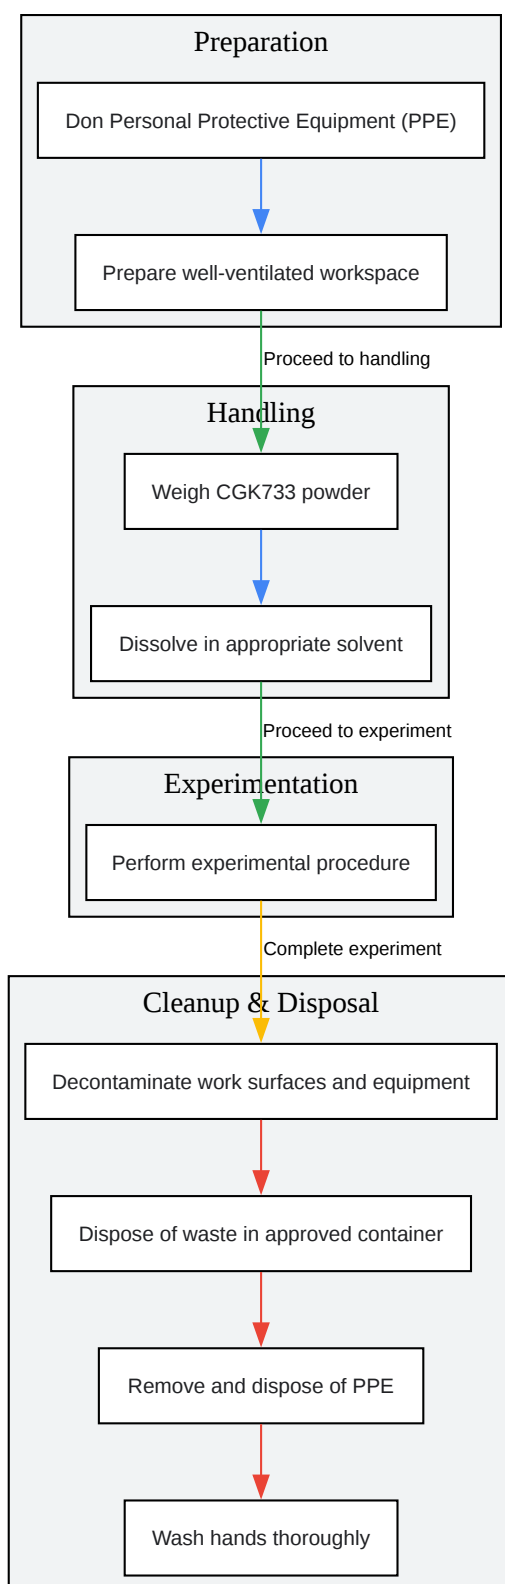 Preparation
Don Personal Protective Equipment (PPE)
Prepare well-ventilated workspace
Proceed to handling
Handling
Weigh CGK733 powder
Dissolve in appropriate solvent
Proceed to experiment
Experimentation
Perform experimental procedure
Complete experiment
Cleanup & Disposal
Decontaminate work surfaces and equipment
Dispose of waste in approved container
Remove and dispose of PPE
Wash hands thoroughly